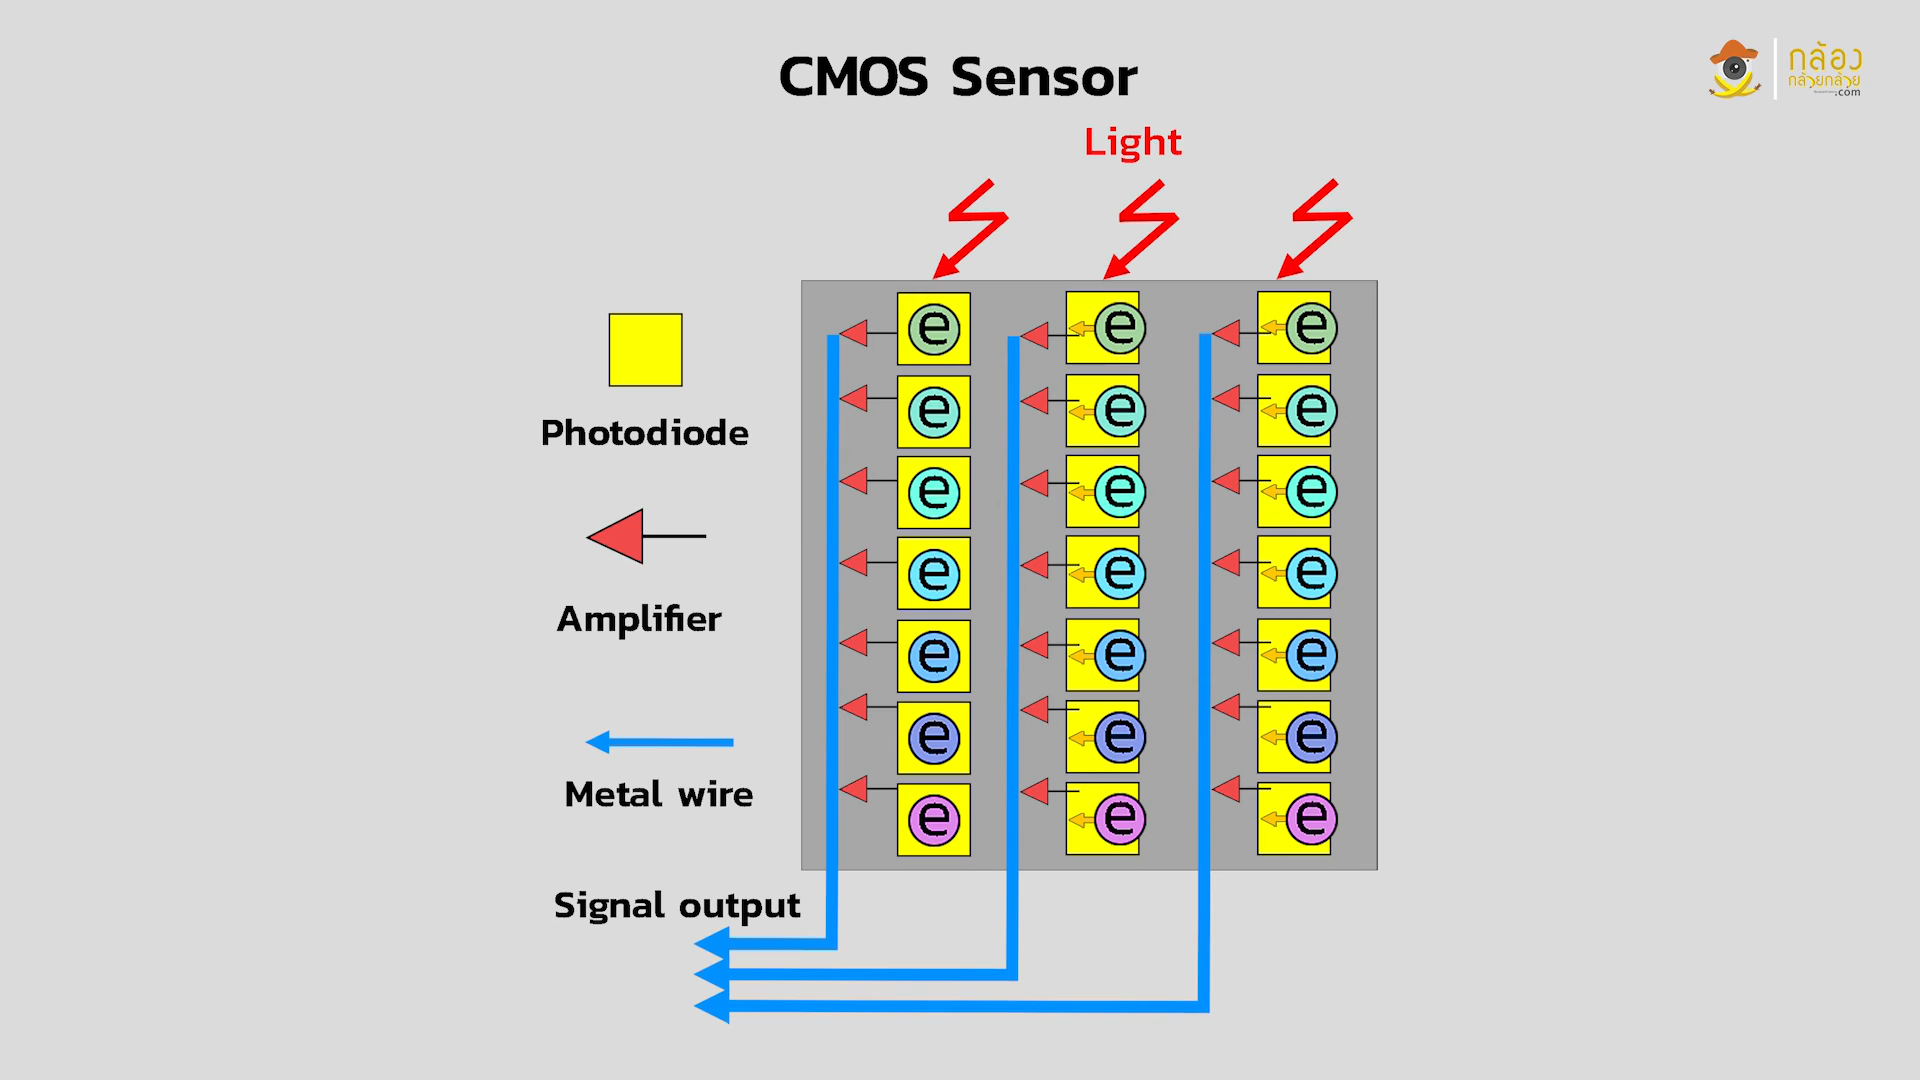 CMOS Sensor
กล้อง
กล้วยกล้วย
.com
Light
Photodiode
Amplifier
Metal wire
Signal output
e e e
e e e
e e e
e e e
e e e
e e e
e e e